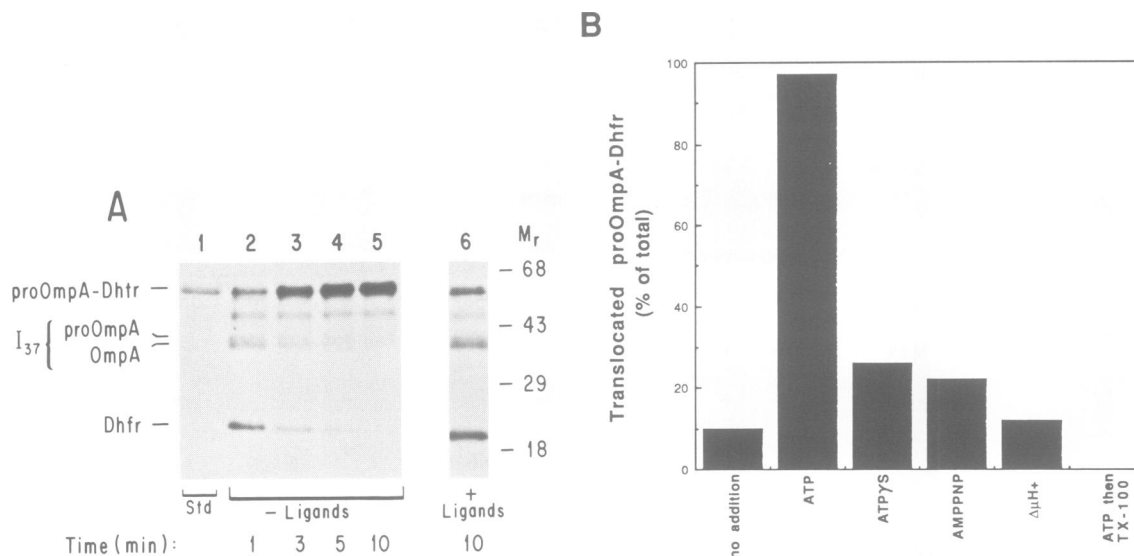 A
1 2 3 4 5 6 Mr
proOmpA-Dhfr
I37 { proOmpA
OmpA
Dhfr
68
43
29
18
Std
- Ligands
+
Ligands
Time (min): 1 3 5 10 10
B
Translocated proOmpA-Dhfr
(% of total)
100
80
60
40
20
0
no addition
ATP
ATPγS
AMPPNP
ΔμH+
ATP then
TX-100